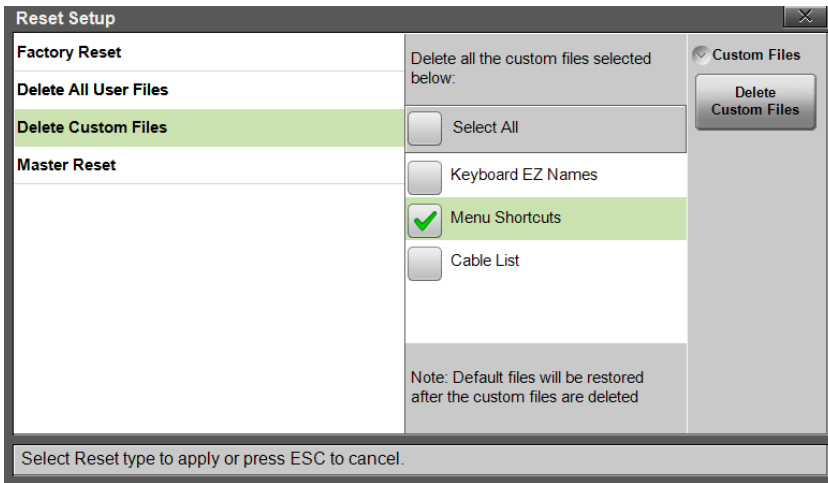 Reset Setup
Factory Reset
Delete All User Files
Delete Custom Files
Master Reset
Delete all the custom files selected
below:
Select All
Keyboard EZ Names
Menu Shortcuts
Cable List
Note: Default files will be restored
after the custom files are deleted
Custom Files
Delete
Custom Files
Select Reset type to apply or press ESC to cancel.